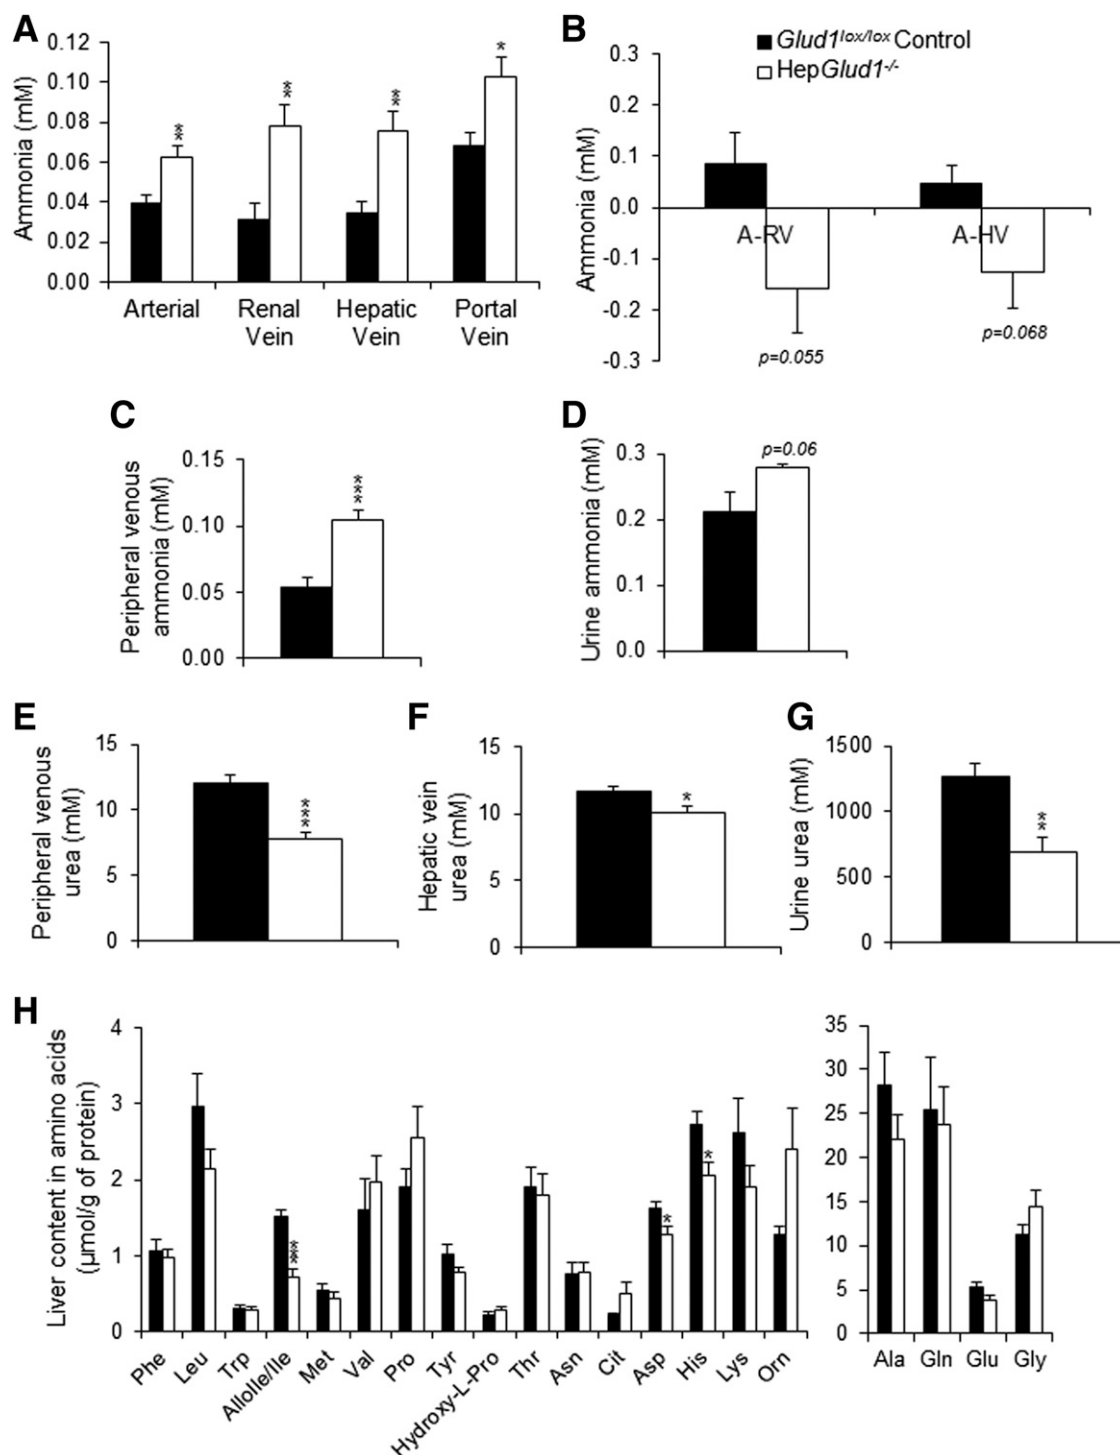 A
Ammonia (mM)
0.12
0.10
0.08
0.06
0.04
0.02
0.00
**
**
**
*
Arterial
Renal
Vein
Hepatic
Vein
Portal
Vein
B
Glud1lox/lox Control
HepGlud1-/-
Ammonia (mM)
0.3
0.2
0.1
0.0
-0.1
-0.2
-0.3
A-RV
A-HV
p=0.055
p=0.068
C
Peripheral venous
ammonia (mM)
0.15
0.10
0.05
0.00
***
D
Urine ammonia (mM)
0.3
0.2
0.1
0.0
p=0.06
E
Peripheral venous
urea (mM)
15
10
5
0
***
F
Hepatic vein
urea (mM)
15
10
5
0
*
G
Urine urea (mM)
1500
1000
500
0
**
H
Liver content in amino acids
(µmol/g of protein)
4
3
2
1
0
***
*
*
Phe
Leu
Trp
AlloIle/Ile
Met
Val
Pro
Tyr
Hydroxy-L-Pro
Thr
Asn
Cit
Asp
His
Lys
Orn
35
30
25
20
15
10
5
0
Ala
Gln
Glu
Gly